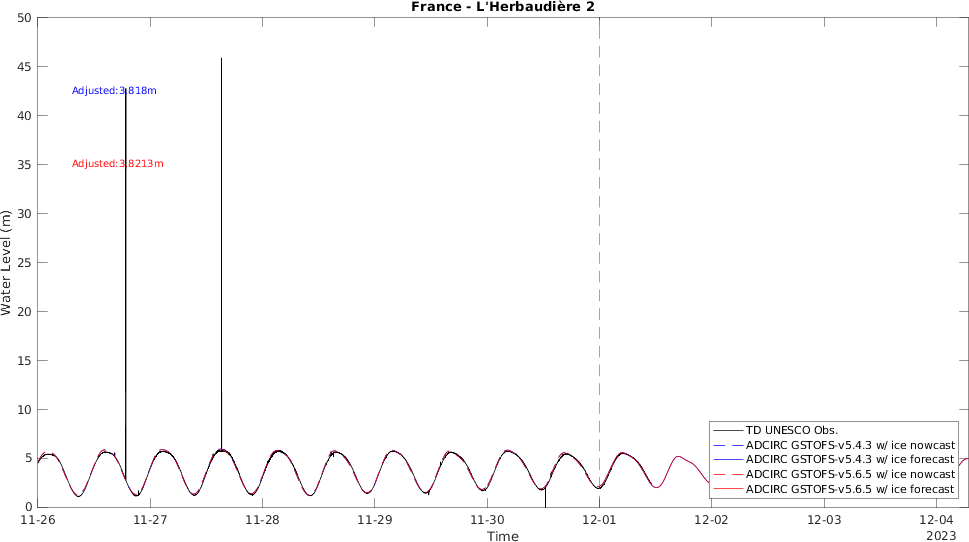 France - L'Herbaudière 2
50
45
40
35
30
25
20
15
10
5
0
Water Level (m)
Adjusted:3.818m
Adjusted:3.8213m
TD UNESCO Obs.
ADCIRC GSTOFS-v5.4.3 w/ ice nowcast
ADCIRC GSTOFS-v5.4.3 w/ ice forecast
ADCIRC GSTOFS-v5.6.5 w/ ice nowcast
ADCIRC GSTOFS-v5.6.5 w/ ice forecast
11-26 11-27 11-28 11-29 11-30 12-01 12-02 12-03 12-04
Time
2023